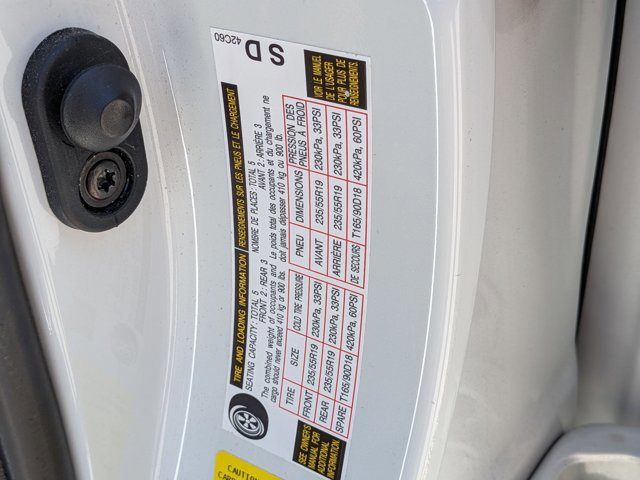 TIRE AND LOADING INFORMATION
RENSEIGNEMENTS SUR LES PNEUS ET LE CHARGEMENT
SEATING CAPACITY: TOTAL 5 FRONT 2: REAR 3
NOMBRE DE PLACES: TOTAL 5 AVANT 2: ARRIÈRE 3
The combined weight of occupants and
cargo should never exceed 410 kg or 900 lbs.
Le poids total des occupants et du chargement ne
doit jamais dépasser 410 kg ou 900 lb.
TIRE SIZE COLD TIRE PRESSURE
FRONT 235/55R19 230kPa, 33PSI
REAR 235/55R19 230kPa, 33PSI
SPARE T165/90D18 420kPa, 60PSI
PNEU DIMENSIONS PRESSION DES
PNEUS À FROID
AVANT 235/55R19 230kPa, 33PSI
ARRIÈRE 235/55R19 230kPa, 33PSI
DE SECOURS T165/90D18 420kPa, 60PSI
SEE OWNER'S
MANUAL FOR
ADDITIONAL
INFORMATION
VOIR LE MANUEL
DE L'USAGER
POUR PLUS DE
RENSEIGNEMENTS
42C60
S D
CAUTION